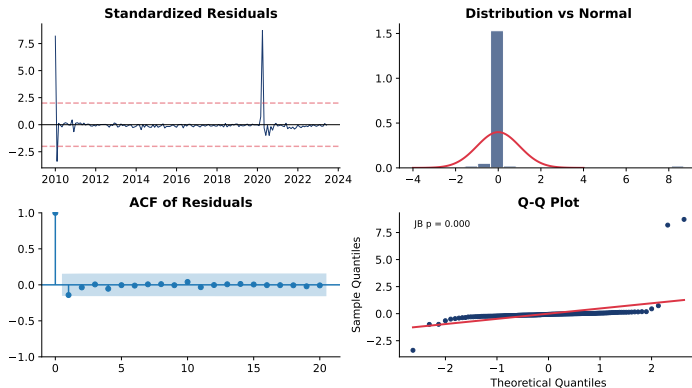 Standardized Residuals
7.5
5.0
2.5
0.0
−2.5
2010 2012 2014 2016 2018 2020 2022 2024
Distribution vs Normal
1.5
1.0
0.5
0.0
−4 −2 0 2 4 6 8
ACF of Residuals
1.0
0.5
0.0
−0.5
−1.0
0 5 10 15 20
Q-Q Plot
JB p = 0.000
Sample Quantiles
7.5
5.0
2.5
0.0
−2.5
−2 −1 0 1 2
Theoretical Quantiles